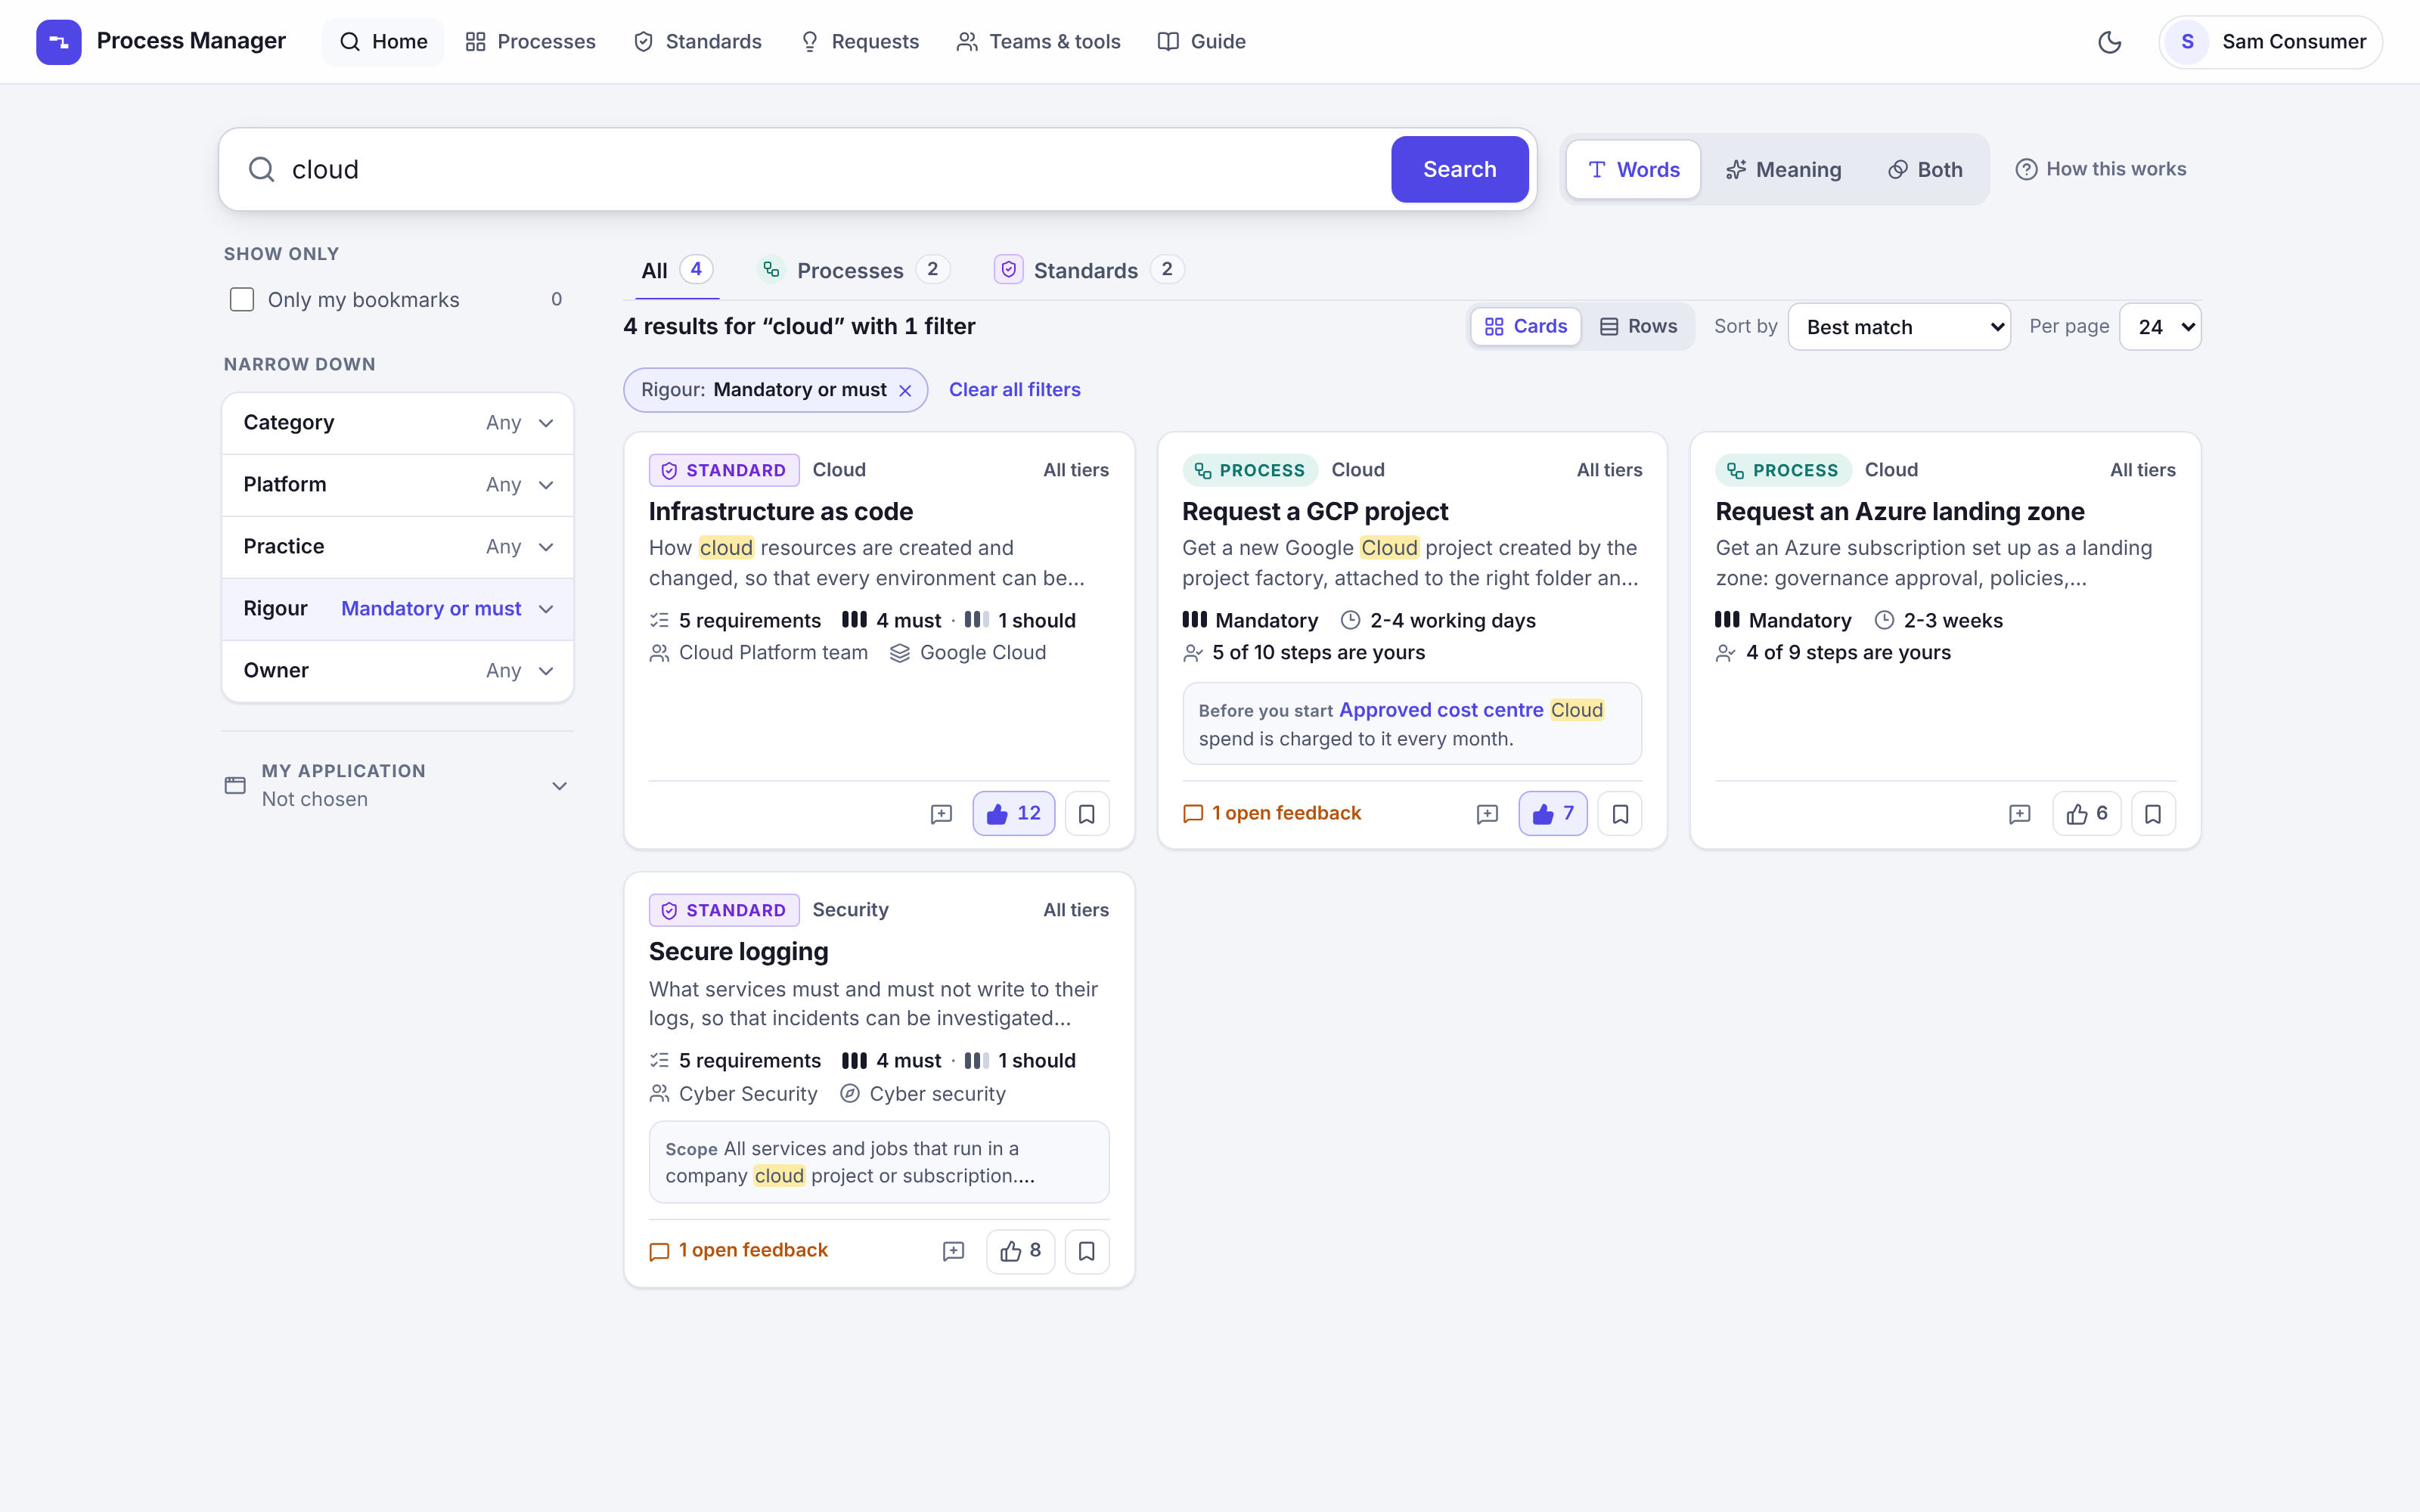 Process Manager
Home
Processes
Standards
Requests
Teams & tools
Guide
S
Sam Consumer
cloud
Search
Words
Meaning
Both
How this works
SHOW ONLY
Only my bookmarks 0
NARROW DOWN
Category Any
Platform Any
Practice Any
Rigour Mandatory or must
Owner Any
MY APPLICATION
Not chosen
All 4
Processes 2
Standards 2
4 results for “cloud” with 1 filter
Cards
Rows
Sort by Best match
Per page 24
Rigour: Mandatory or must
Clear all filters
STANDARD Cloud All tiers
Infrastructure as code
How cloud resources are created and
changed, so that every environment can be...
5 requirements 4 must · 1 should
Cloud Platform team Google Cloud
12
PROCESS Cloud All tiers
Request a GCP project
Get a new Google Cloud project created by the
project factory, attached to the right folder an...
Mandatory 2-4 working days
5 of 10 steps are yours
Before you start Approved cost centre Cloud
spend is charged to it every month.
1 open feedback 7
PROCESS Cloud All tiers
Request an Azure landing zone
Get an Azure subscription set up as a landing
zone: governance approval, policies,...
Mandatory 2-3 weeks
4 of 9 steps are yours
6
STANDARD Security All tiers
Secure logging
What services must and must not write to their
logs, so that incidents can be investigated...
5 requirements 4 must · 1 should
Cyber Security Cyber security
Scope All services and jobs that run in a
company cloud project or subscription....
1 open feedback 8